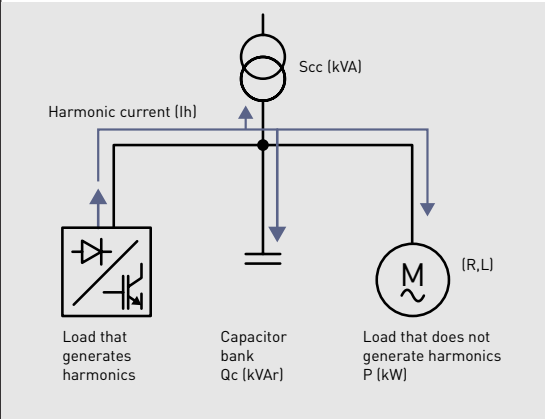 Scc (kVA)
Harmonic current (Ih)
M
(R,L)
Load that
generates
harmonics
Capacitor
bank
Qc (kVAr)
Load that does not
generate harmonics
P (kW)